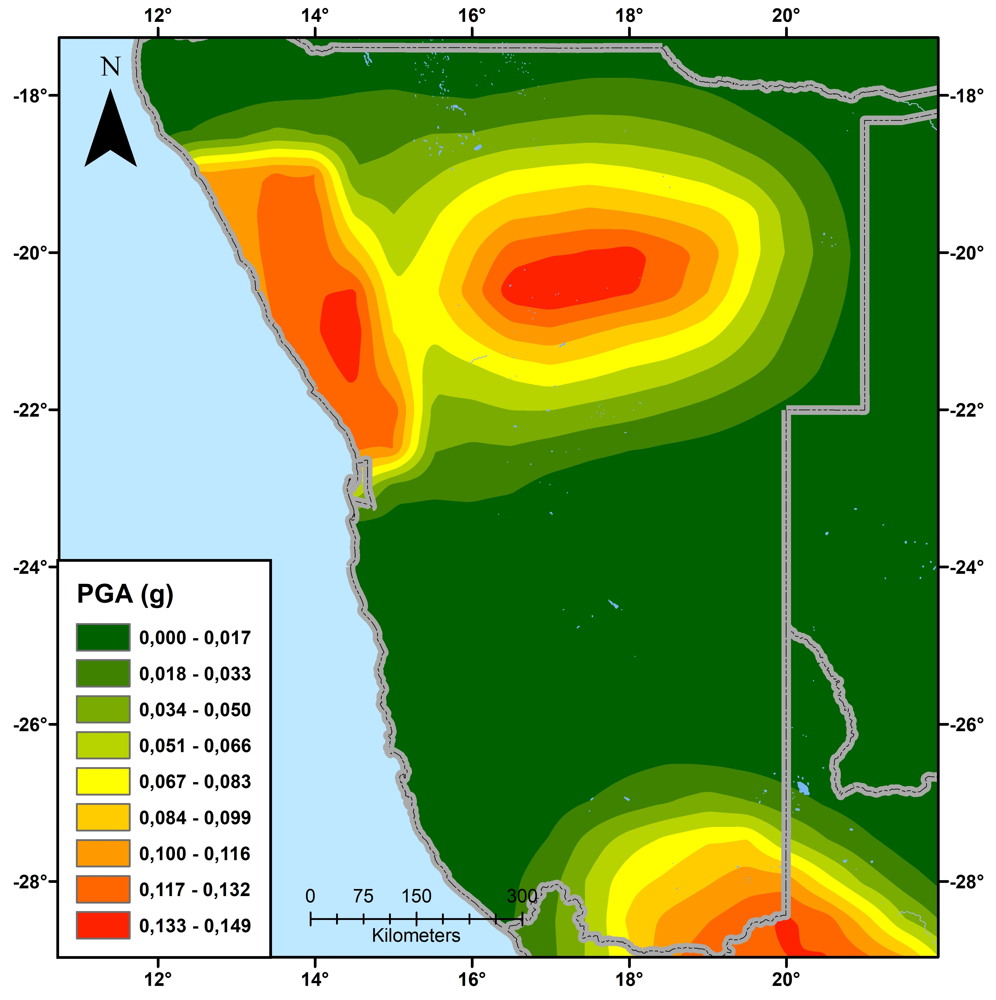 12° 14° 16° 18° 20°
N
-18° -18°
-20° -20°
-22° -22°
-24° -24°
PGA (g)
0,000 - 0,017
0,018 - 0,033
0,034 - 0,050
-26° -26°
0,051 - 0,066
0,067 - 0,083
0,084 - 0,099
0,100 - 0,116
-28° -28°
0,117 - 0,132
0,133 - 0,149
0 75 150 300
Kilometers
12° 14° 16° 18° 20°